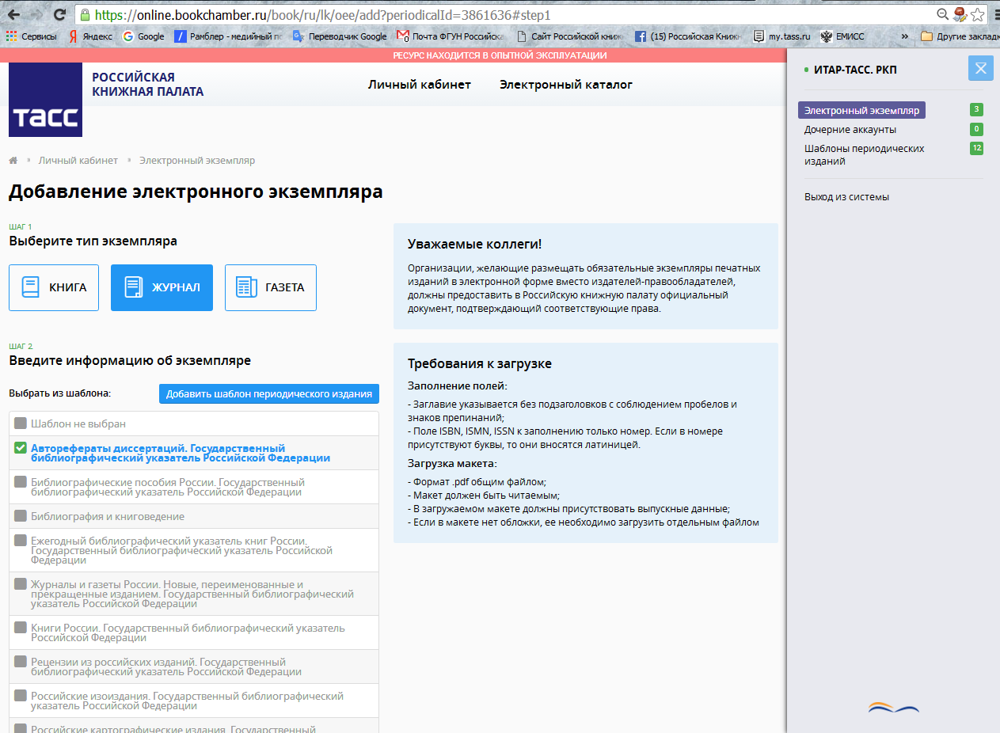 https://online.bookchamber.ru/book/ru/lk/oee/add?periodicalId=3861636#step1
Сервисы
Яндекс
Google
Рамблер - медийный
Переводчик Google
Почта ФГУН Российска
Сайт Российской книж
(15) Российская Книжн
my.tass.ru
ЕМИСС
»
Другие заклад
РЕСУРС НАХОДИТСЯ В ОПЫТНОЙ ЭКСПЛУАТАЦИИ
ТАСС
РОССИЙСКАЯ
КНИЖНАЯ ПАЛАТА
Личный кабинет
Электронный каталог
Личный кабинет
Электронный экземпляр
Добавление электронного экземпляра
ШАГ 1
Выберите тип экземпляра
КНИГА
ЖУРНАЛ
ГАЗЕТА
ШАГ 2
Введите информацию об экземпляре
Выбрать из шаблона:
Добавить шаблон периодического издания
Шаблон не выбран
Авторефераты диссертаций. Государственный
библиографический указатель Российской Федерации
Библиографические пособия России. Государственный
библиографический указатель Российской Федерации
Библиография и книговедение
Ежегодный библиографический указатель книг России.
Государственный библиографический указатель Российской
Федерации
Журналы и газеты России. Новые, переименованные и
прекращенные изданием. Государственный библиографический
указатель Российской Федерации
Книги России. Государственный библиографический указатель
Российской Федерации
Рецензии из российских изданий. Государственный
библиографический указатель Российской Федерации
Российские изоиздания. Государственный библиографический
указатель Российской Федерации
Российские картографические издания. Государственный
Уважаемые коллеги!
Организации, желающие размещать обязательные экземпляры печатных
изданий в электронной форме вместо издателей-правообладателей,
должны предоставить в Российскую книжную палату официальный
документ, подтверждающий соответствующие права.
Требования к загрузке
Заполнение полей:
- Заглавие указывается без подзаголовков с соблюдением пробелов и
знаков препинаний;
- Поле ISBN, ISMN, ISSN к заполнению только номер. Если в номере
присутствуют буквы, то они вносятся латиницей.
Загрузка макета:
- Формат .pdf общим файлом;
- Макет должен быть читаемым;
- В загружаемом макете должны присутствовать выпускные данные;
- Если в макете нет обложки, ее необходимо загрузить отдельным файлом
ИТАР-ТАСС. РКП
Электронный экземпляр 3
Дочерние аккаунты 0
Шаблоны периодических 12
изданий
Выход из системы